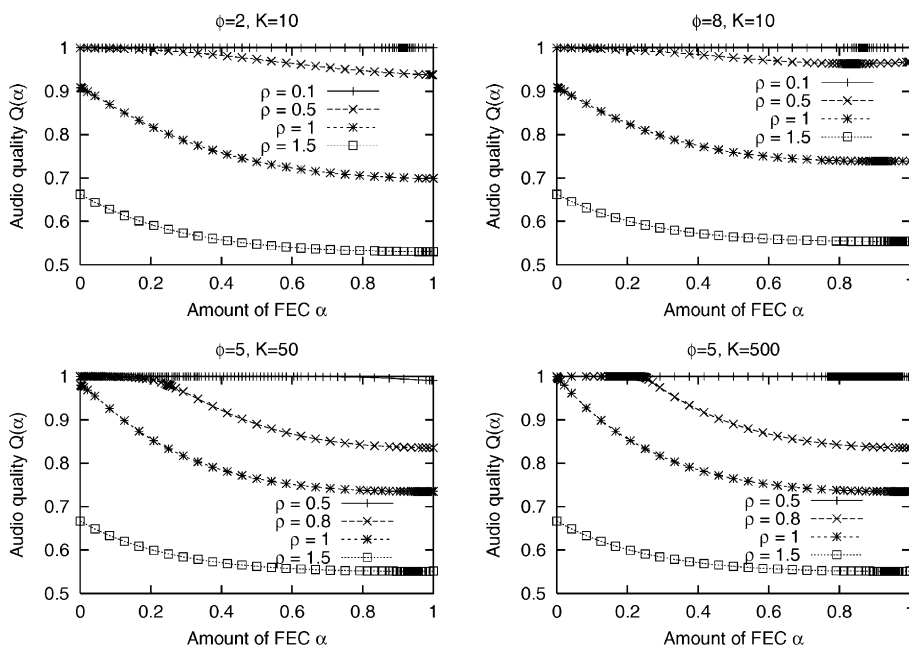 ϕ=2, K=10
Audio quality Q(α)
1
0.9
0.8
0.7
0.6
0.5
ρ = 0.1
ρ = 0.5
ρ = 1
ρ = 1.5
0
0.2
0.4
0.6
0.8
1
Amount of FEC α
ϕ=8, K=10
Audio quality Q(α)
1
0.9
0.8
0.7
0.6
0.5
ρ = 0.1
ρ = 0.5
ρ = 1
ρ = 1.5
0
0.2
0.4
0.6
0.8
1
Amount of FEC α
ϕ=5, K=50
Audio quality Q(α)
1
0.9
0.8
0.7
0.6
0.5
ρ = 0.5
ρ = 0.8
ρ = 1
ρ = 1.5
0
0.2
0.4
0.6
0.8
1
Amount of FEC α
ϕ=5, K=500
Audio quality Q(α)
1
0.9
0.8
0.7
0.6
0.5
ρ = 0.5
ρ = 0.8
ρ = 1
ρ = 1.5
0
0.2
0.4
0.6
0.8
1
Amount of FEC α